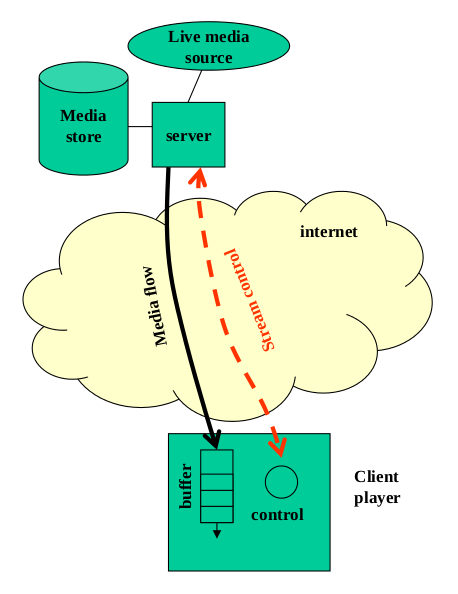 Live media
source
Media
store
server
internet
Media flow
Stream control
buffer
control
Client
player